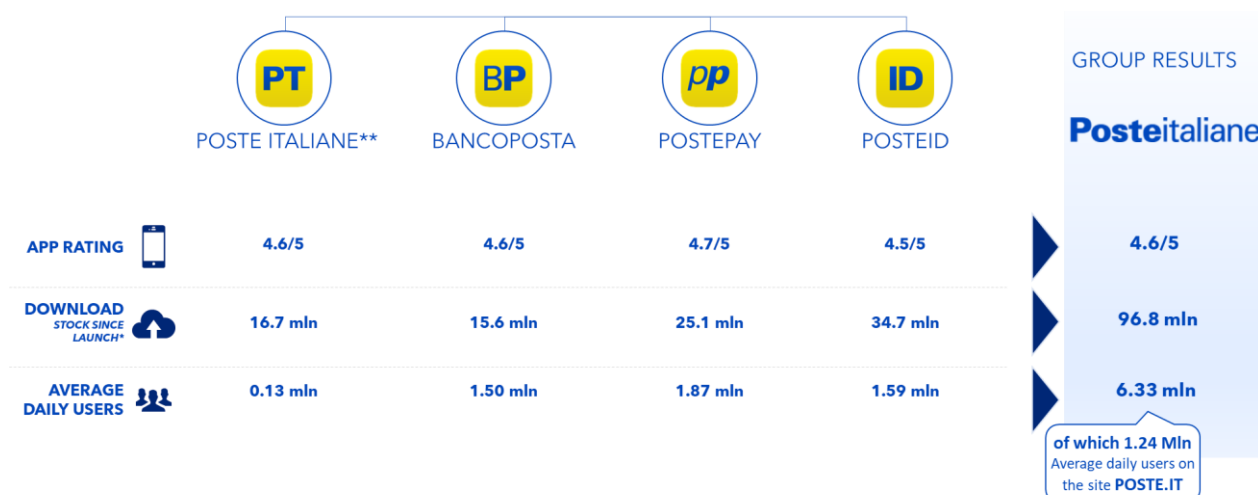 PT
BP
pp
ID
GROUP RESULTS
POSTE ITALIANE**
BANCOPOSTA
POSTEPAY
POSTEID
Posteitaliane
APP RATING
4.6/5
4.6/5
4.7/5
4.5/5
4.6/5
DOWNLOAD
STOCK SINCE
LAUNCH*
16.7 mln
15.6 mln
25.1 mln
34.7 mln
96.8 mln
AVERAGE
DAILY USERS
0.13 mln
1.50 mln
1.87 mln
1.59 mln
6.33 mln
of which 1.24 Mln
Average daily users on
the site POSTE.IT